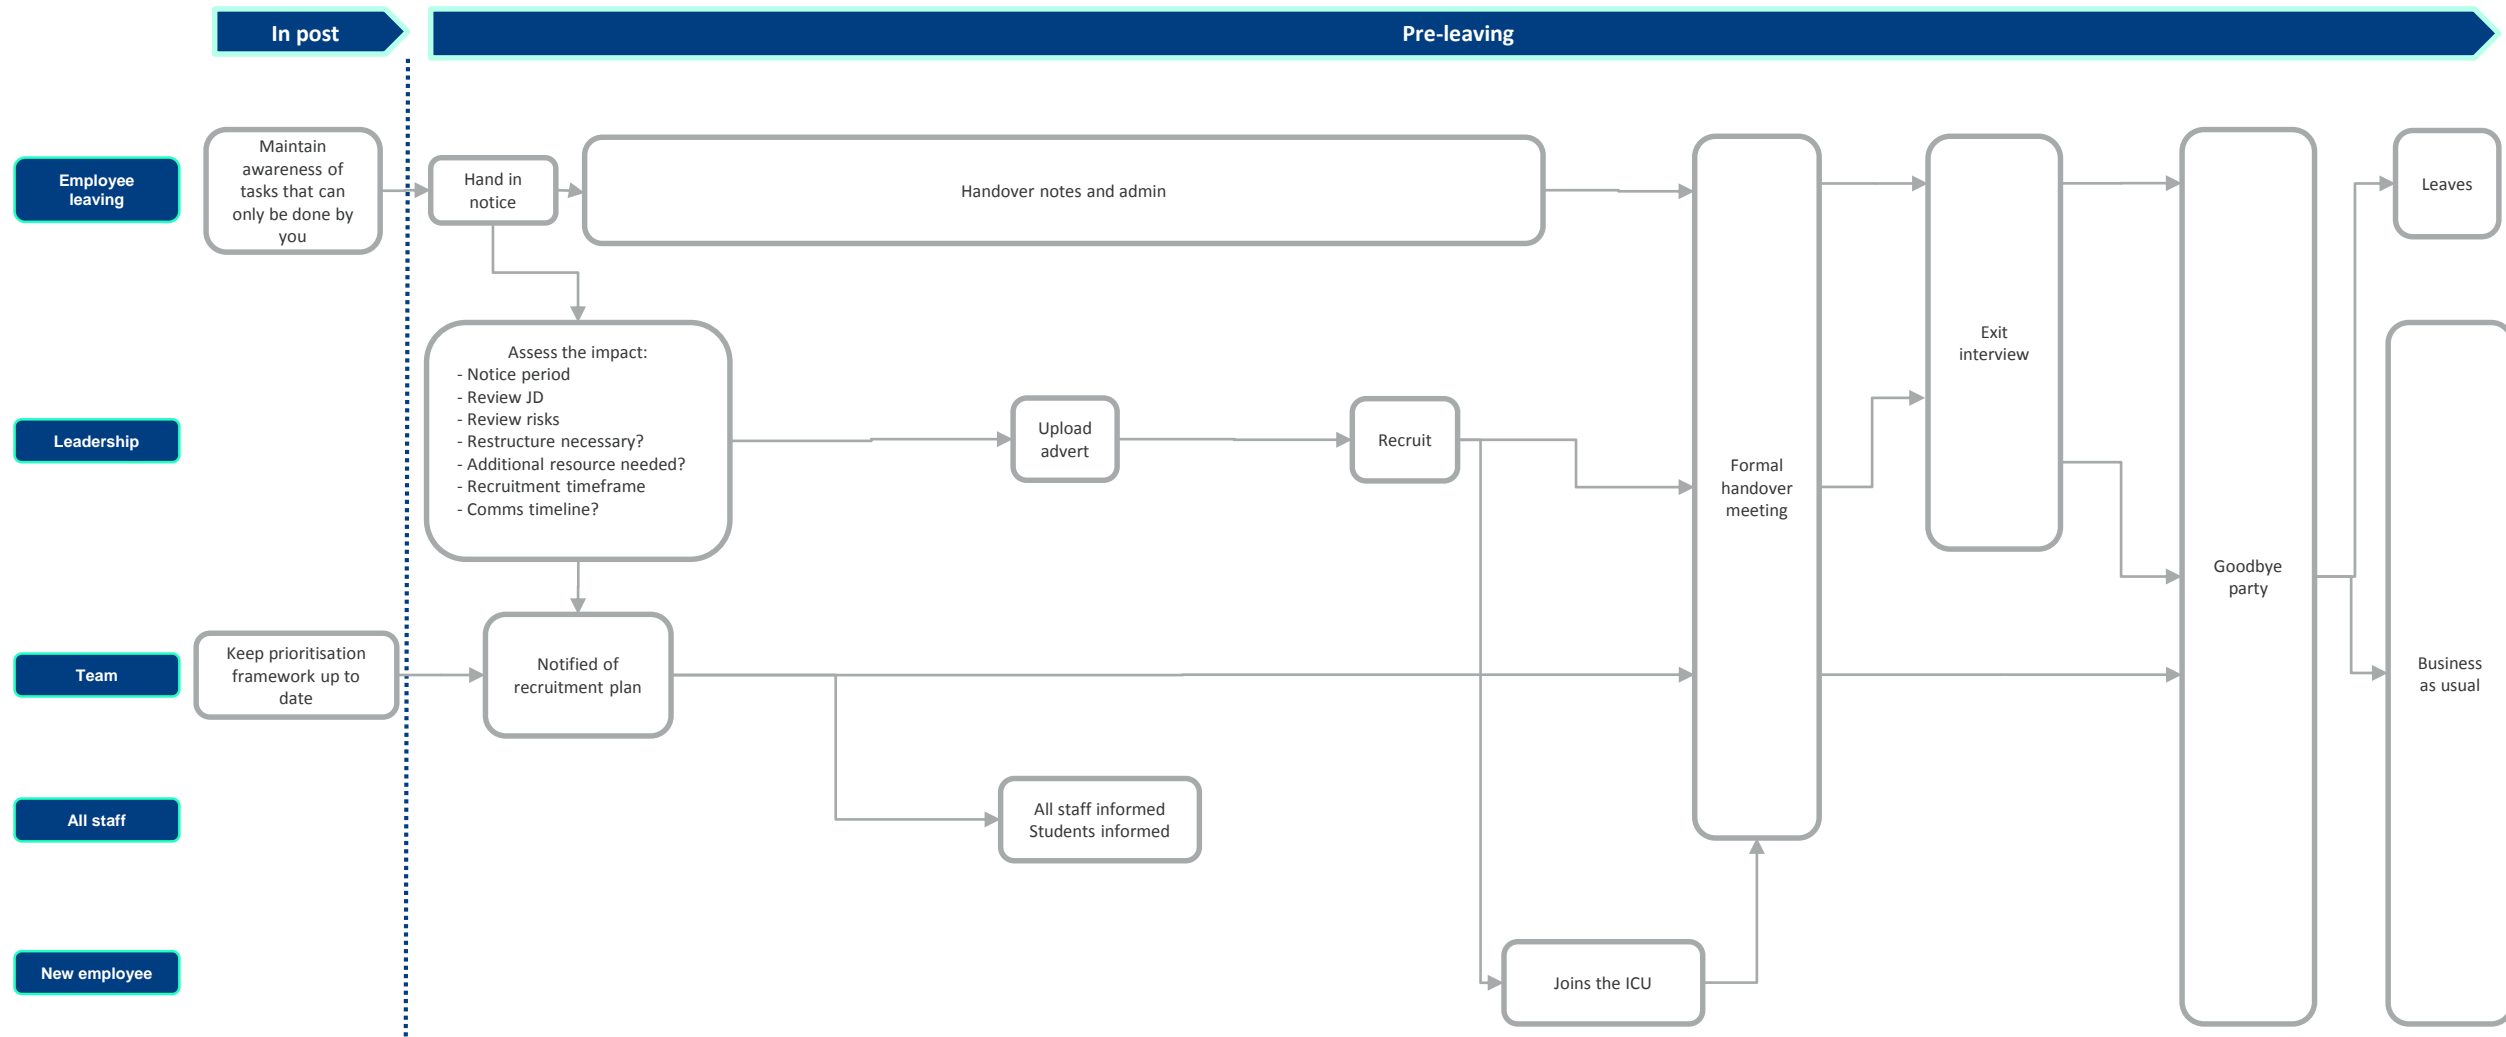 In post
Pre-leaving
Employee
leaving
Maintain
awareness of
tasks that can
only be done by
you
Hand in
notice
Handover notes and admin
Leaves
Leadership
Assess the impact:
- Notice period
- Review JD
- Review risks
- Restructure necessary?
- Additional resource needed?
- Recruitment timeframe
- Comms timeline?
Upload
advert
Recruit
Formal
handover
meeting
Exit
interview
Goodbye
party
Team
Keep prioritisation
framework up to
date
Notified of
recruitment plan
Business
as usual
All staff
All staff informed
Students informed
New employee
Joins the ICU